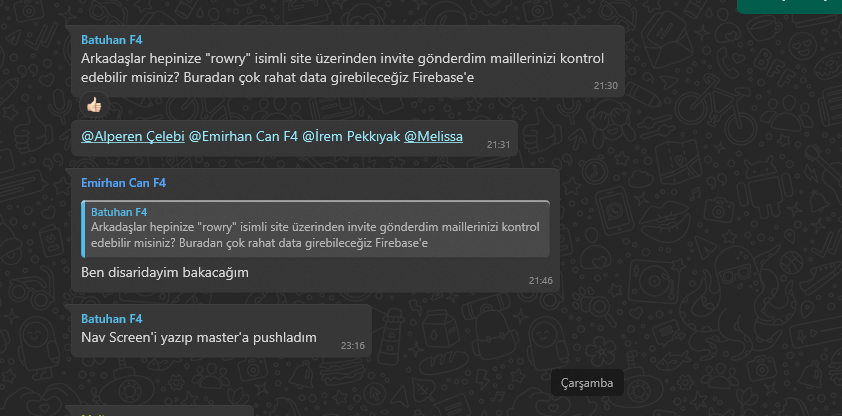 Batuhan F4
Arkadaşlar hepinize "rowry" isimli site üzerinden invite gönderdim maillerinizi kontrol
edebilir misiniz? Buradan çok rahat data girebileceğiz Firebase'e
21:30
@Alperen Çelebi @Emirhan Can F4 @İrem Pekkıyak @Melissa
21:31
Emirhan Can F4
Batuhan F4
Arkadaşlar hepinize "rowry" isimli site üzerinden invite gönderdim maillerinizi kontrol
edebilir misiniz? Buradan çok rahat data girebileceğiz Firebase'e
Ben disaridayim bakacağım
21:46
Batuhan F4
Nav Screen'i yazıp master'a pushladım
23:16
Çarşamba